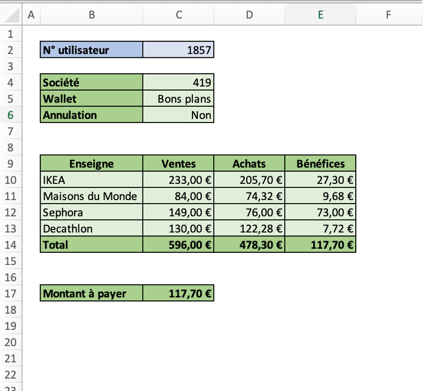 A B C D E F
1
2 N° utilisateur 1857
3
4 Société 419
5 Wallet Bons plans
6 Annulation Non
7
8
9 Enseigne Ventes Achats Bénéfices
10 IKEA 233,00 € 205,70 € 27,30 €
11 Maisons du Monde 84,00 € 74,32 € 9,68 €
12 Sephora 149,00 € 76,00 € 73,00 €
13 Decathlon 130,00 € 122,28 € 7,72 €
14 Total 596,00 € 478,30 € 117,70 €
15
16
17 Montant à payer 117,70 €
18
19
20
21
22